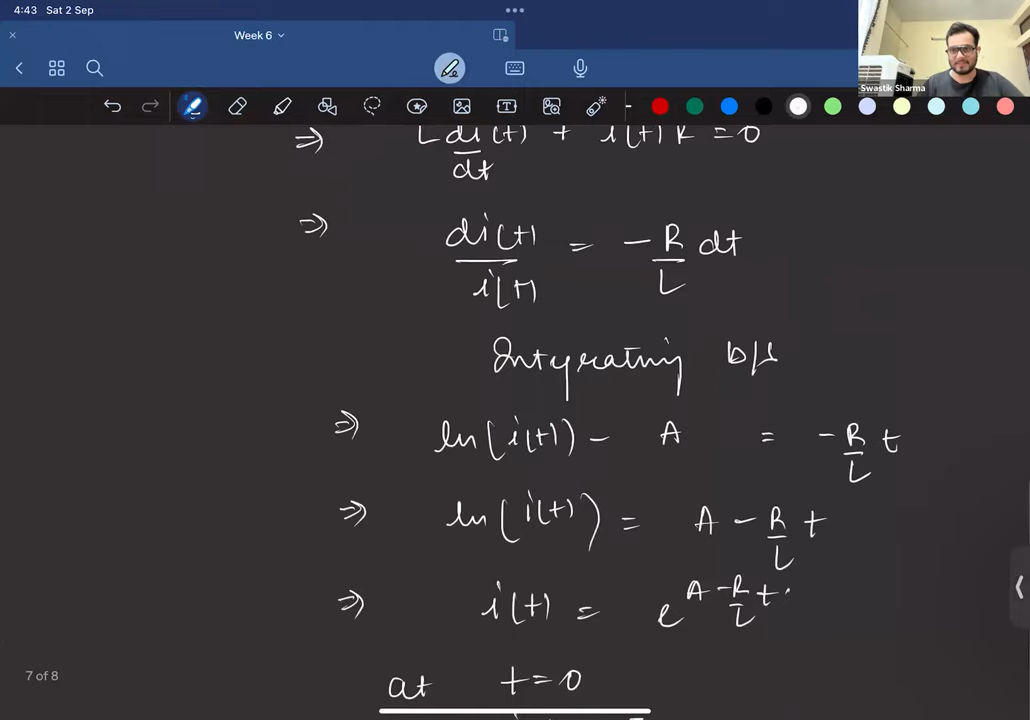 4:43 Sat 2 Sep
Week 6
Swastik Sharma
⇒ L di(t)/dt + i(t) R = 0
⇒ di(t)/i(t) = -R/L dt
Integrating b/s
⇒ ln(i(t)) - A = -R/L t
⇒ ln(i(t)) = A - R/L t
⇒ i(t) = e^(A - R/L t)
7 of 8
at t = 0